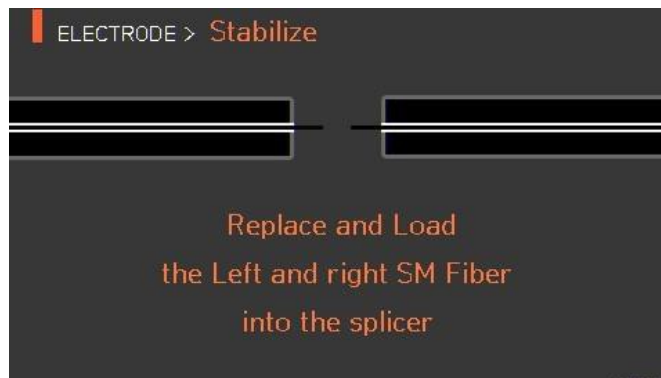 ELECTRODE > Stabilize
Replace and Load
the Left and right SM Fiber
into the splicer